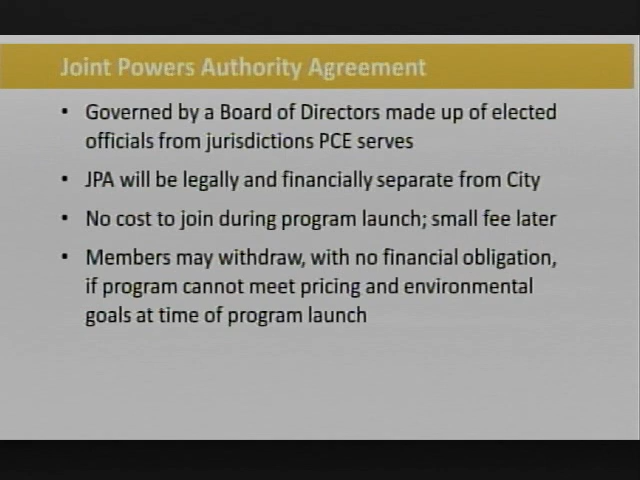 Joint Powers Authority Agreement
• Governed by a Board of Directors made up of elected
officials from jurisdictions PCE serves
• JPA will be legally and financially separate from City
• No cost to join during program launch; small fee later
• Members may withdraw, with no financial obligation,
if program cannot meet pricing and environmental
goals at time of program launch